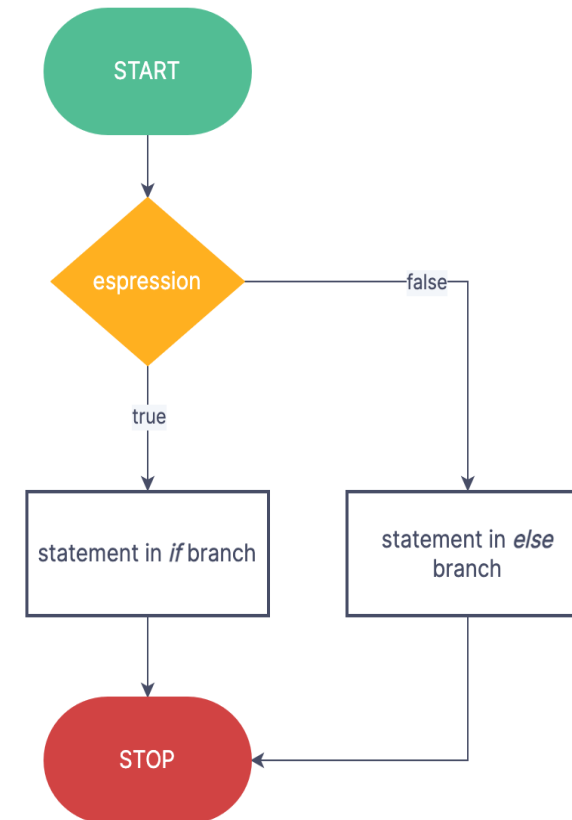 START
espression
false
true
statement in if branch
statement in else
branch
STOP